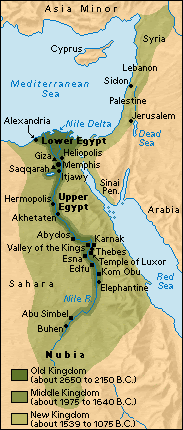 Asia Minor
Syria
Cyprus
Lebanon
Mediterranean
Sea
Sidon
Palestine
Nile Delta
Alexandria
Jerusalem
Dead
Sea
Lower Egypt
Heliopolis
Giza
Memphis
Saqqarah
Itjawy
Sinai
Pen.
Hermopolis
Upper
Egypt
Arabia
Akhetaten
Abydos
Karnak
Valley of the Kings
Thebes
Esna
Temple of Luxor
Edfu
Kom Obu
Sahara
Red
Sea
Nile R.
Elephantine
Abu Simbel
Buhen
Nubia
Old Kingdom
(about 2650 to 2150 B.C.)
Middle Kingdom
(about 1975 to 1640 B.C.)
New Kingdom
(about 1539 to 1075 B.C.)